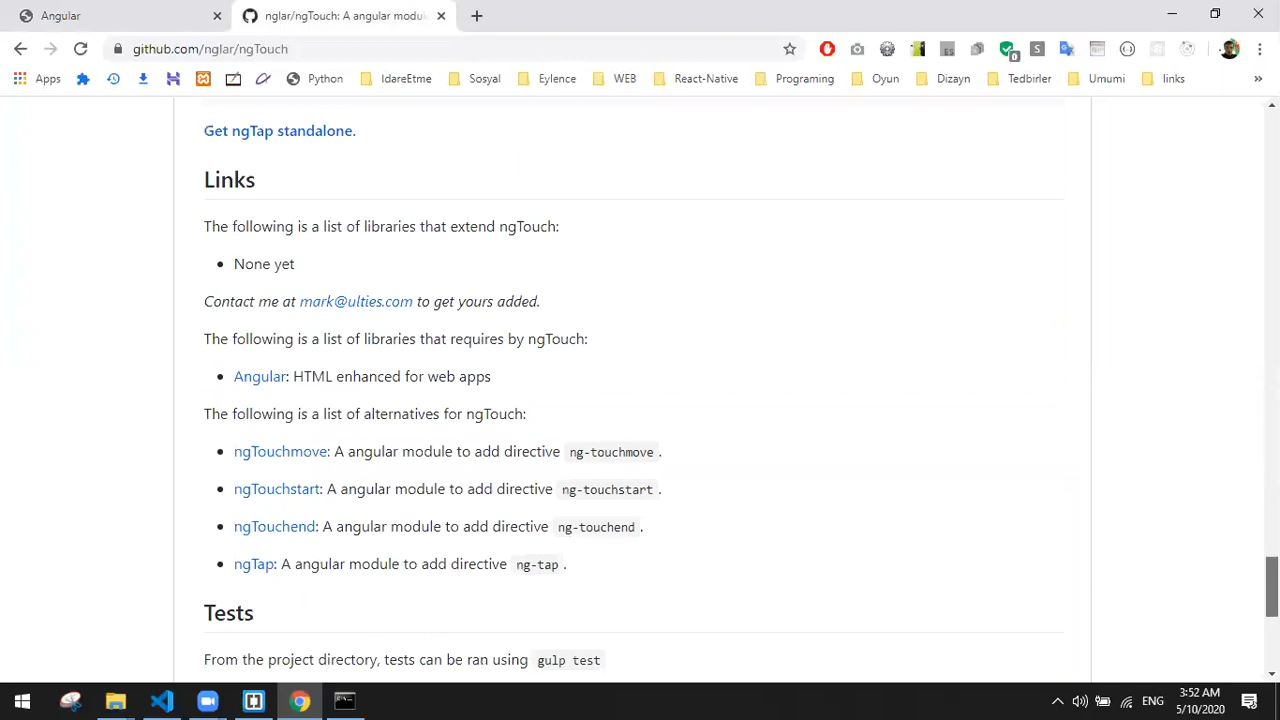 Angular
nglar/ngTouch: A angular module
github.com/nglar/ngTouch
Apps
Python
IdareEtme
Sosyal
Eylence
WEB
React-Native
Programing
Oyun
Dizayn
Tedbirler
Umumi
links
»
Get ngTap standalone.
Links
The following is a list of libraries that extend ngTouch:
None yet
Contact me at mark@ulties.com to get yours added.
The following is a list of libraries that requires by ngTouch:
Angular: HTML enhanced for web apps
The following is a list of alternatives for ngTouch:
ngTouchmove: A angular module to add directive ng-touchmove.
ngTouchstart: A angular module to add directive ng-touchstart.
ngTouchend: A angular module to add directive ng-touchend.
ngTap: A angular module to add directive ng-tap.
Tests
From the project directory, tests can be ran using gulp test
ENG
3:52 AM
5/10/2020